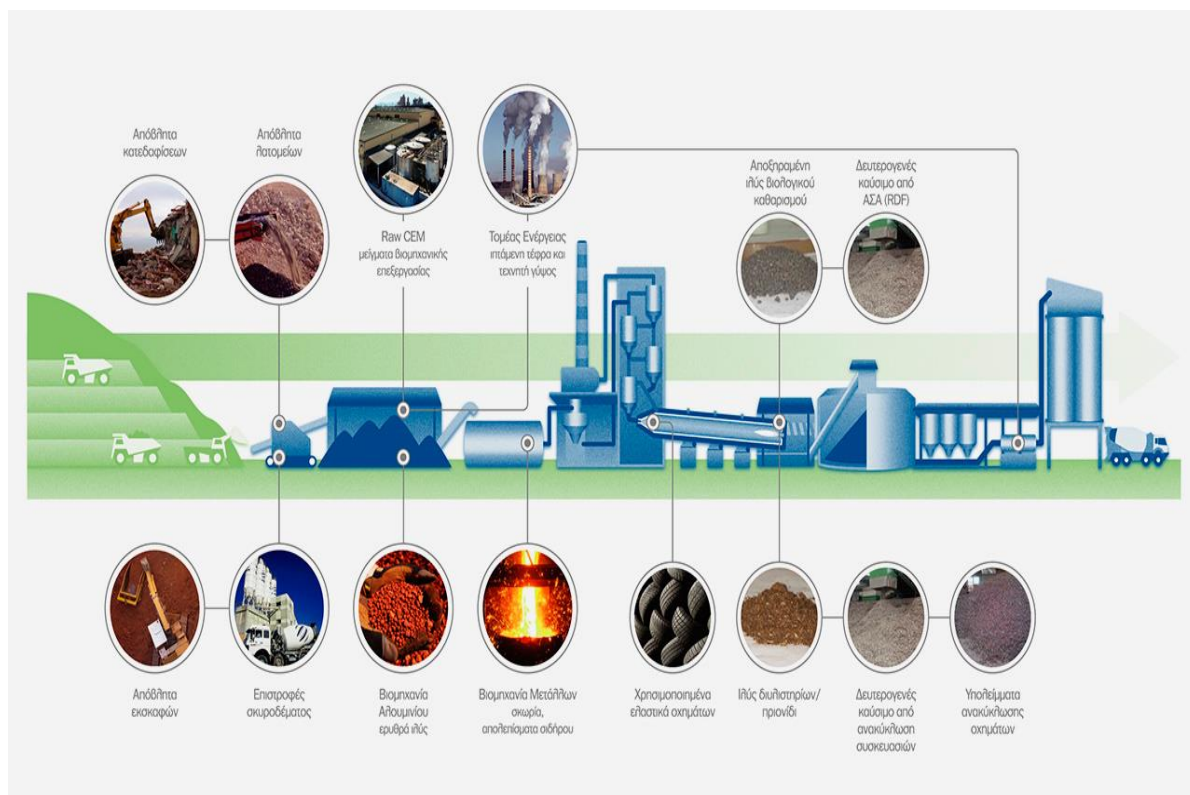 Απόβλητα
κατεδαφίσεων
Απόβλητα
λατομείων
Raw CEM
μείγματα βιομηχανικής
επεξεργασίας
Τομέας Ενέργειας
ιπτάμενη τέφρα και
τεχνητή γύψος
Αποξηραμένη
ιλύς βιολογικού
καθαρισμού
Δευτερογενές
καύσιμο από
ΑΣΑ (RDF)
Απόβλητα
εκσκαφών
Επιστροφές
σκυροδέματος
Βιομηχανία
Αλουμινίου
ερυθρά ιλύς
Βιομηχανία Μετάλλων
σκωρία,
απολεπίσματα σιδήρου
Χρησιμοποιημένα
ελαστικά οχημάτων
Ιλύς διυλιστηρίων/
πριονίδι
Δευτερογενές
καύσιμο από
ανακύκλωση
συσκευασιών
Υπολείμματα
ανακύκλωσης
οχημάτων